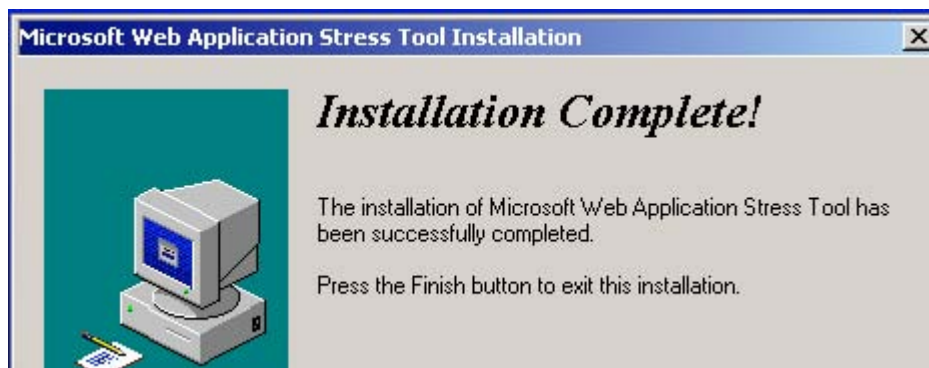 Microsoft Web Application Stress Tool Installation
Installation Complete!
The installation of Microsoft Web Application Stress Tool has
been successfully completed.
Press the Finish button to exit this installation.